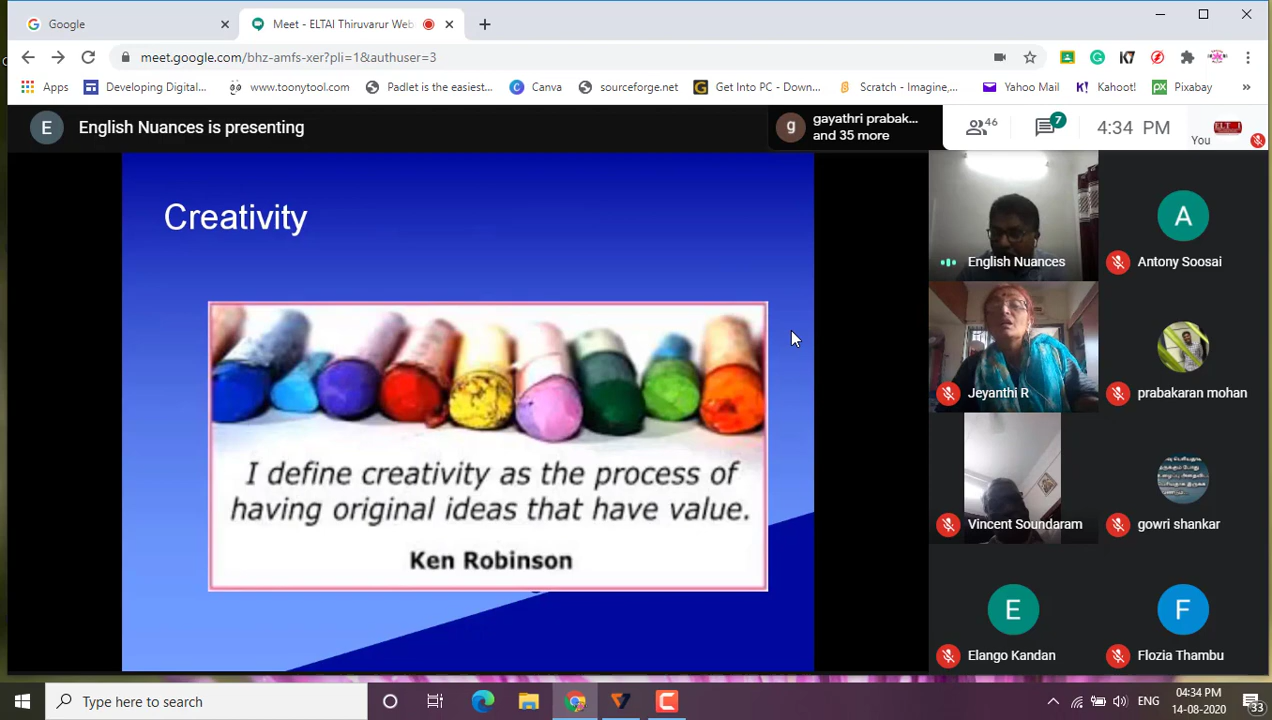 Google
Meet - ELTAI Thiruvarur Web
meet.google.com/bhz-amfs-xer?pli=1&authuser=3
Apps
Developing Digital...
www.tonytool.com
Padlet is the easiest...
Canva
sourceforge.net
Get Into PC - Down...
Scratch - Imagine,...
Yahoo Mail
Kahoot!
Pixabay
»
E
English Nuances is presenting
g
gayathri prabak...
and 35 more
46
7
4:34 PM
You
Creativity
I define creativity as the process of
having original ideas that have value.
Ken Robinson
English Nuances
A
Antony Soosai
Jeyanthi R
prabakaran mohan
Vincent Soundaram
gowri shankar
E
Elango Kandan
F
Flozia Thambu
Type here to search
ENG
04:34 PM
14-08-2020
33